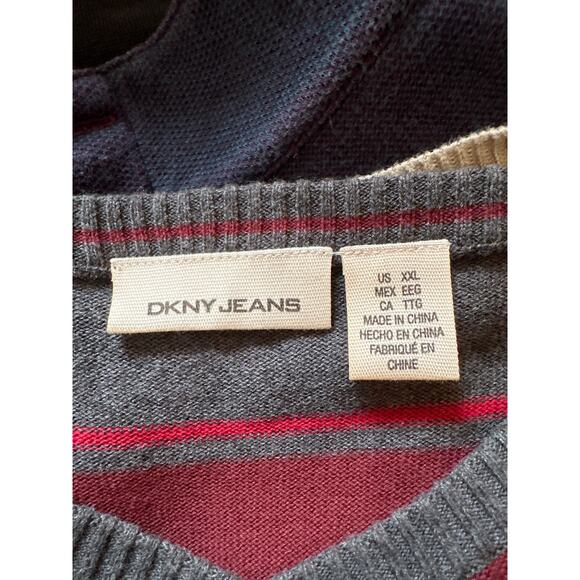 DKNY JEANS
US XXL
MEX EEG
CA TTG
MADE IN CHINA
HECHO EN CHINA
FABRIQUÉ EN
CHINE